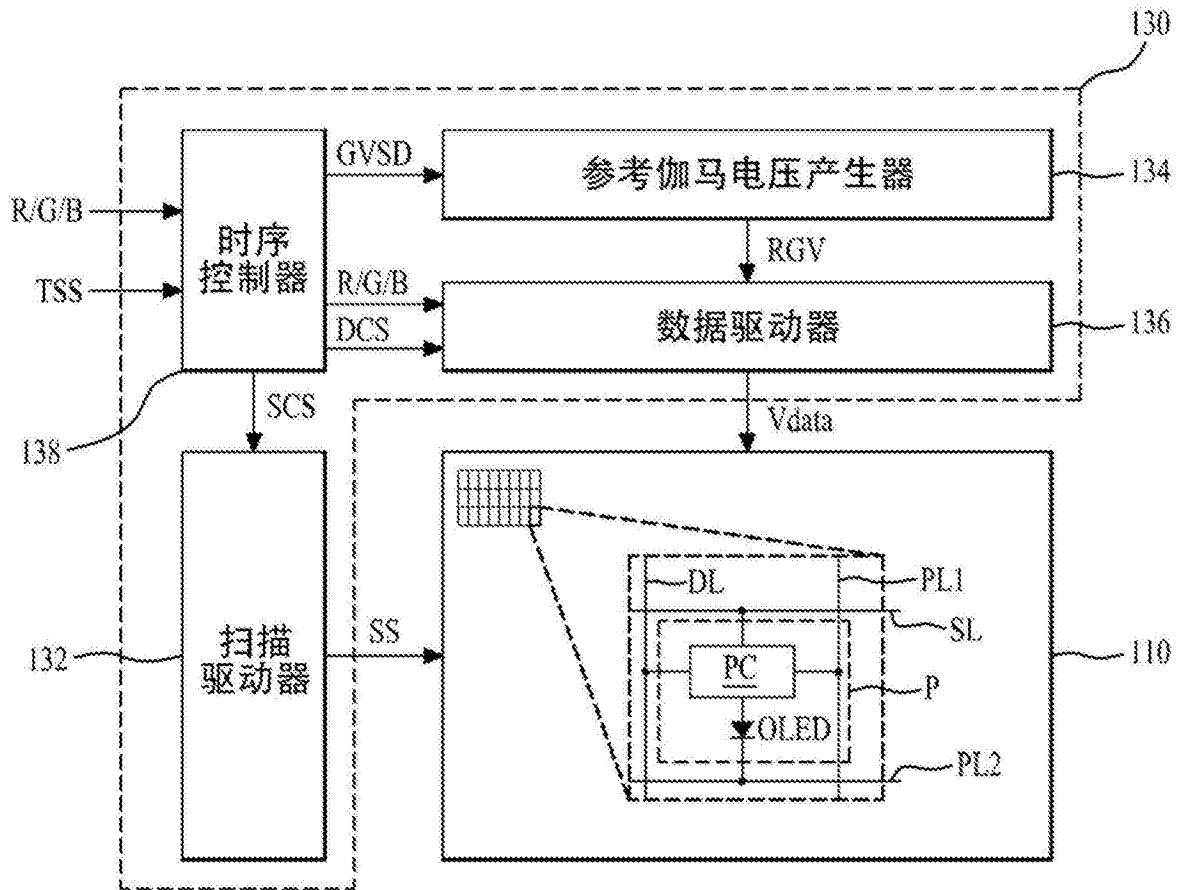 130
GVSD
参考伽马电压产生器
134
R/G/B
时序
控制器
RGV
TSS
R/G/B
DCS
数据驱动器
136
SCS
Vdata
138
DL
PL1
SL
扫描
驱动器
132
SS
PC
P
110
OLED
PL2